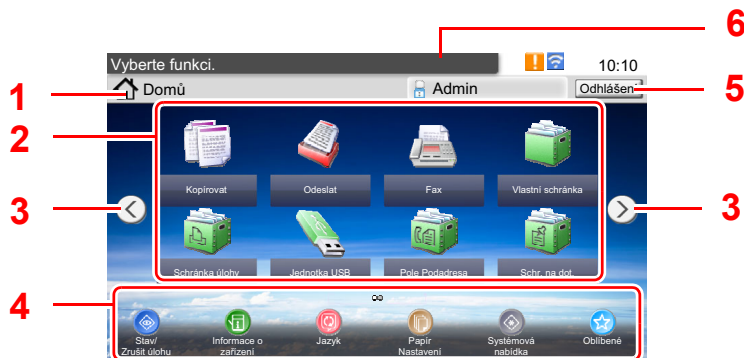 6
Vyberte funkci.
10:10
1
Domů
Admin
Odhlášení
5
2
Kopírovat
Odeslat
Fax
Vlastní schránka
3
3
Schránka úlohy
Jednotka USB
Pole Podadresa
Schr. na dot.
4
Stav/
Zrušit úlohu
Informace o
zařízení
Jazyk
Papír
Nastavení
Systémová
nabídka
Oblíbené